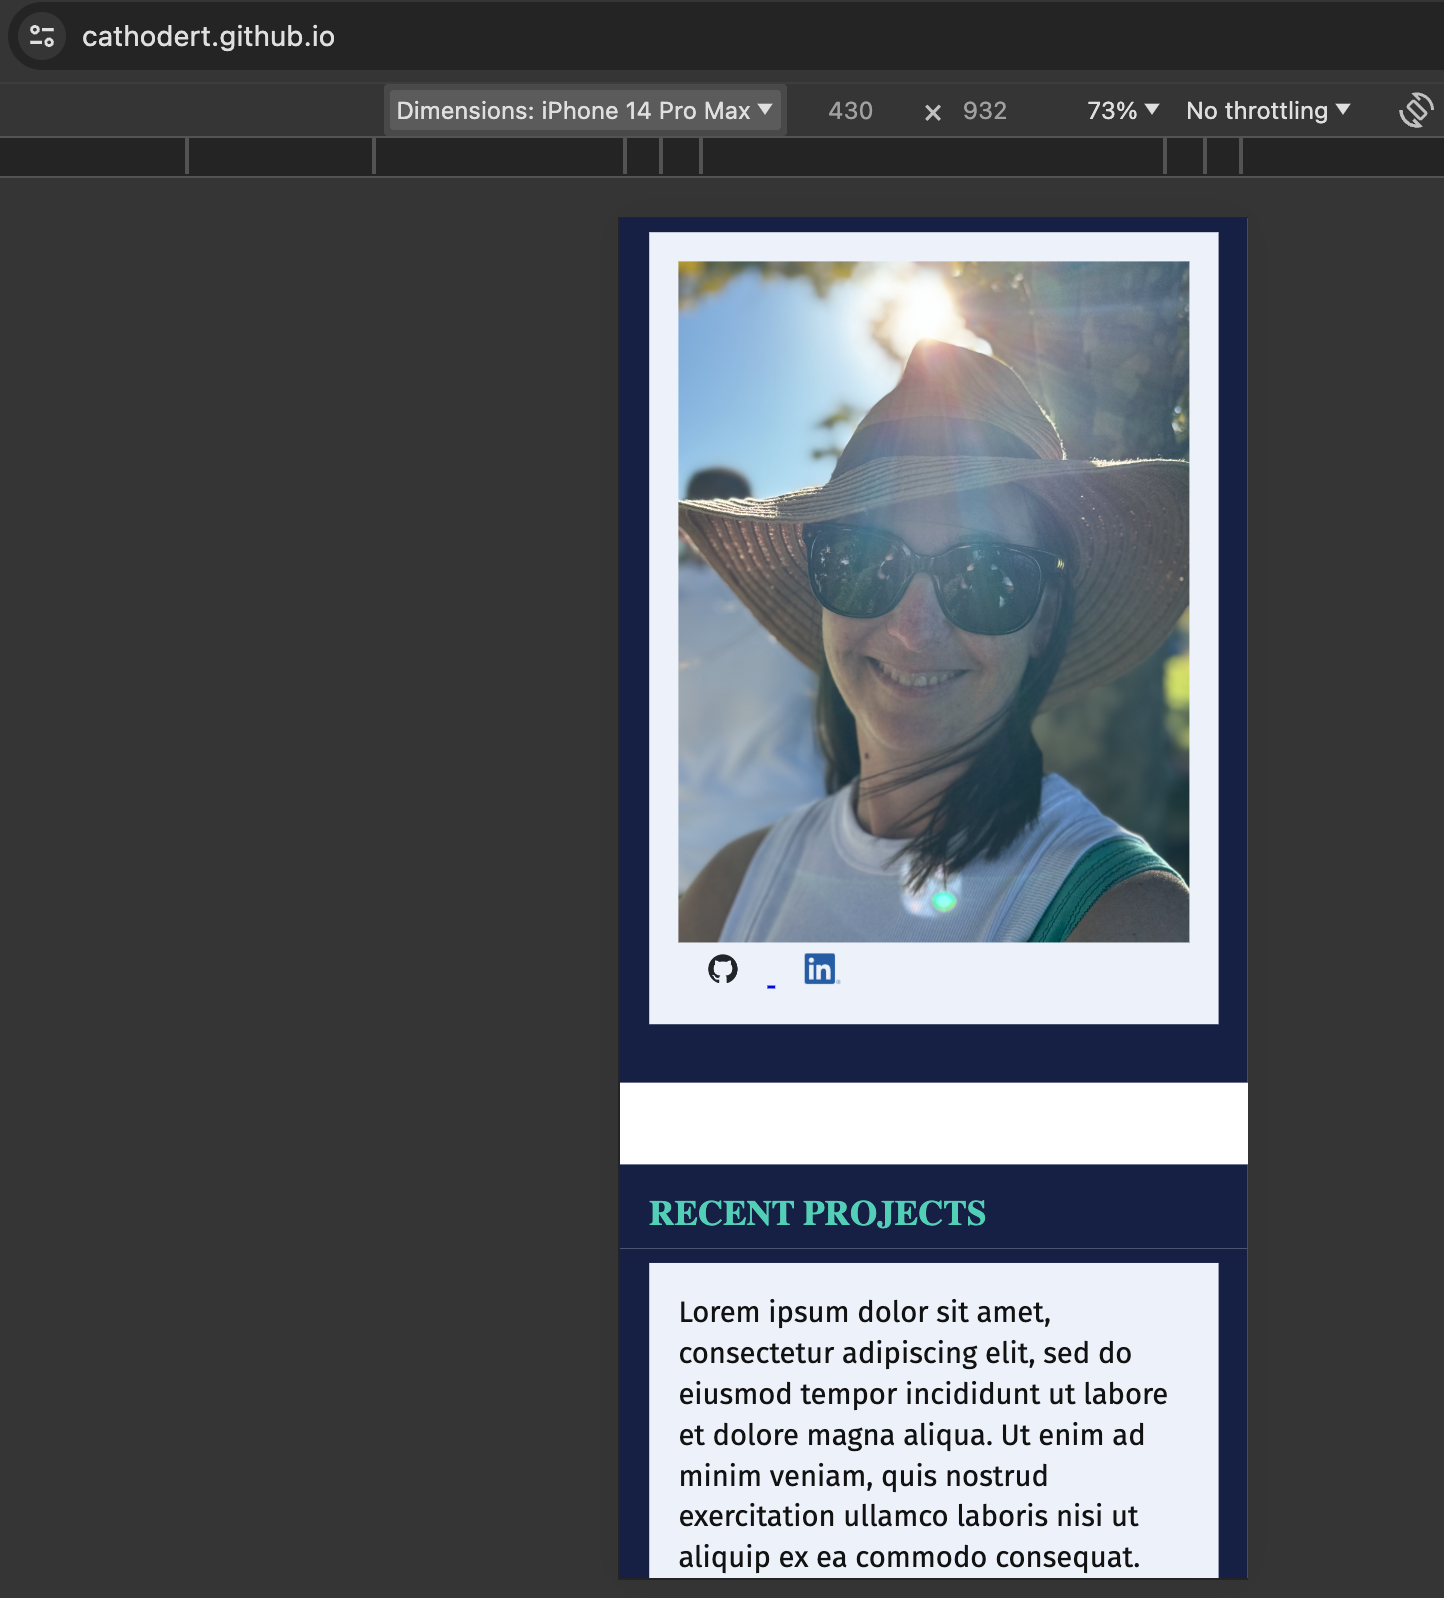 cathodert.github.io
Dimensions: iPhone 14 Pro Max ▼ 430 × 932 73% ▼ No throttling ▼
in
RECENT PROJECTS
Lorem ipsum dolor sit amet,
consectetur adipiscing elit, sed do
eiusmod tempor incididunt ut labore
et dolore magna aliqua. Ut enim ad
minim veniam, quis nostrud
exercitation ullamco laboris nisi ut
aliquip ex ea commodo consequat.